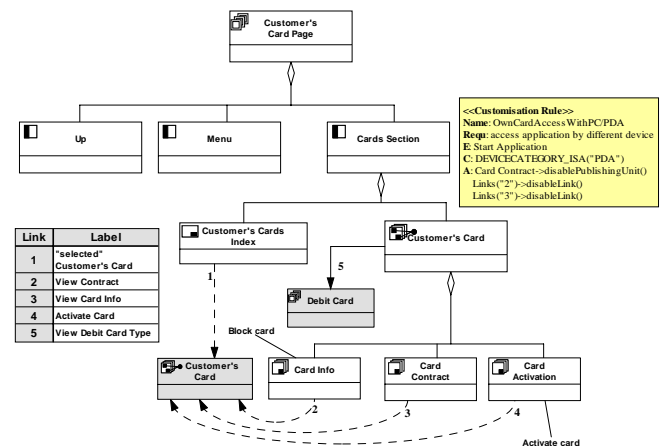 Customer's
Card Page
Up
Menu
Cards Section
<<Customisation Rule>>
Name: OwnCardAccessWithPC/PDA
Requ: access application by different device
E: Start Application
C: DEVICECATEGORY_ISA("PDA")
A: Card Contract->disablePublishingUnit()
Links("2")->disableLink()
Links("3")->disableLink()
Customer's Cards
Index
Customer's Card
Link Label
1 "selected"
Customer's Card
2 View Contract
3 View Card Info
4 Activate Card
5 View Debit Card Type
1
5
Debit Card
Block card
Customer's
Card
Card Info
Card
Contract
Card
Activation
2
3
4
Activate card